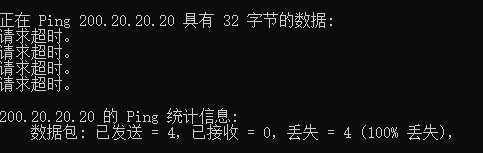 正在 Ping 200.20.20.20 具有 32 字节的数据:
请求超时。
请求超时。
请求超时。
请求超时。
200.20.20.20 的 Ping 统计信息:
数据包: 已发送 = 4, 已接收 = 0, 丢失 = 4 (100% 丢失),